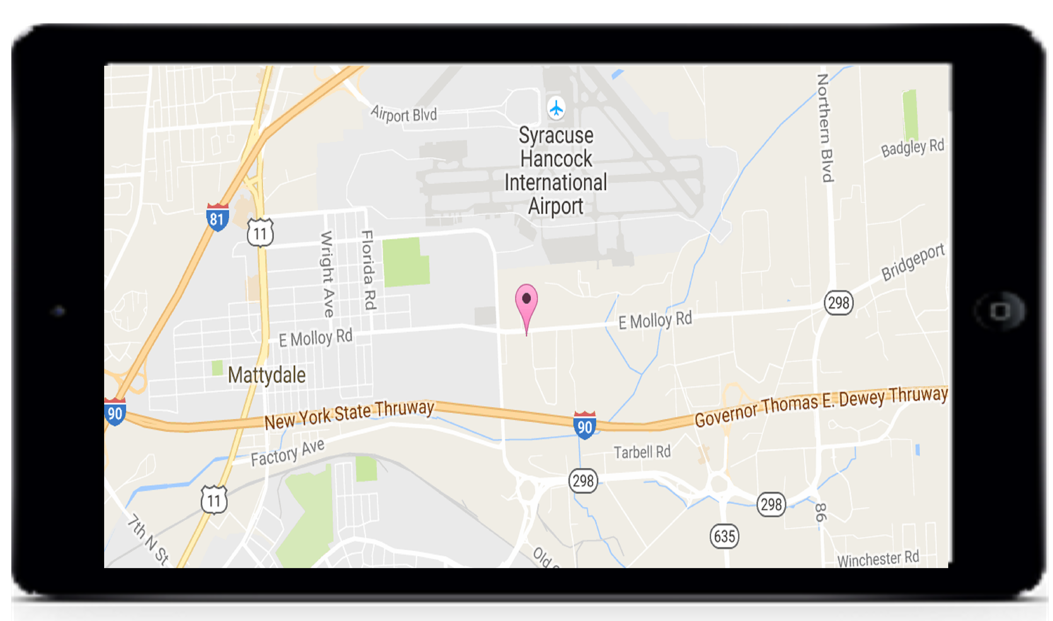 Airport Blvd
Syracuse
Hancock
International
Airport
Northern Blvd
Badgley Rd
81
11
Wright Ave
Florida Rd
Bridgeport
298
E Molloy Rd
E Molloy Rd
Mattydale
90
New York State Thruway
90
Governor Thomas E. Dewey Thruway
Factory Ave
Tarbell Rd
298
11
298
86
7th N St
635
Old
Winchester Rd